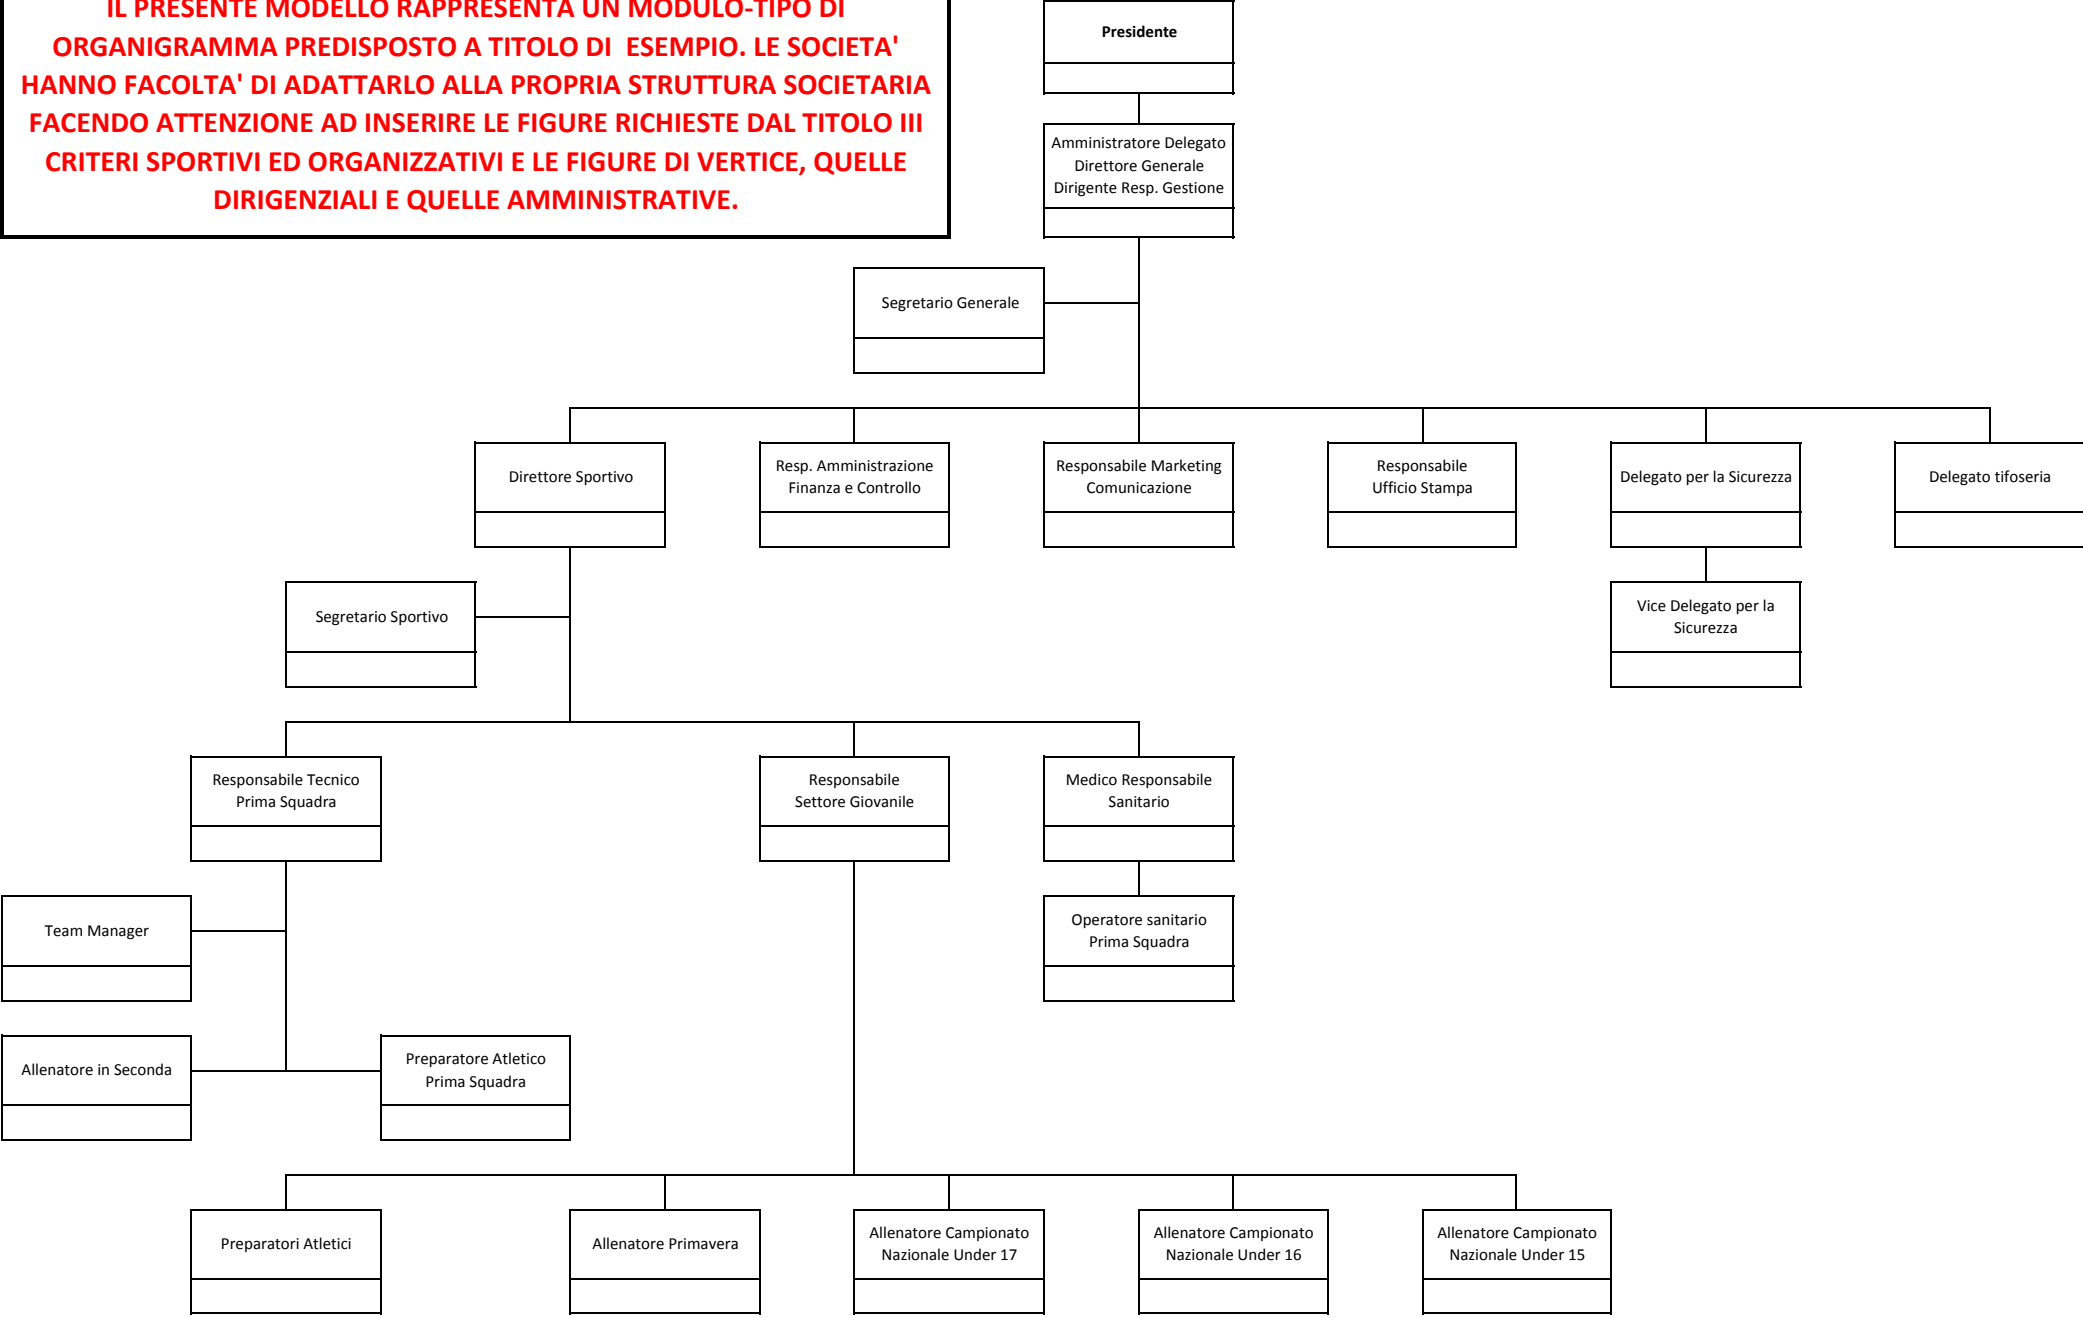 IL PRESENTE MODELLO RAPPRESENTA UN MODULO-TIPO DI
ORGANIGRAMMA PREDISPOSTO A TITOLO DI ESEMPIO. LE SOCIETA'
HANNO FACOLTA' DI ADATTARLO ALLA PROPRIA STRUTTURA SOCIETARIA
FACENDO ATTENZIONE AD INSERIRE LE FIGURE RICHIESTE DAL TITOLO III
CRITERI SPORTIVI ED ORGANIZZATIVI E LE FIGURE DI VERTICE, QUELLE
DIRIGENZIALI E QUELLE AMMINISTRATIVE.
Presidente
Amministratore Delegato
Direttore Generale
Dirigente Resp. Gestione
Segretario Generale
Direttore Sportivo
Resp. Amministrazione
Finanza e Controllo
Responsabile Marketing
Comunicazione
Responsabile
Ufficio Stampa
Delegato per la Sicurezza
Delegato tifoseria
Segretario Sportivo
Vice Delegato per la
Sicurezza
Responsabile Tecnico
Prima Squadra
Responsabile
Settore Giovanile
Medico Responsabile
Sanitario
Team Manager
Operatore sanitario
Prima Squadra
Allenatore in Seconda
Preparatore Atletico
Prima Squadra
Preparatori Atletici
Allenatore Primavera
Allenatore Campionato
Nazionale Under 17
Allenatore Campionato
Nazionale Under 16
Allenatore Campionato
Nazionale Under 15